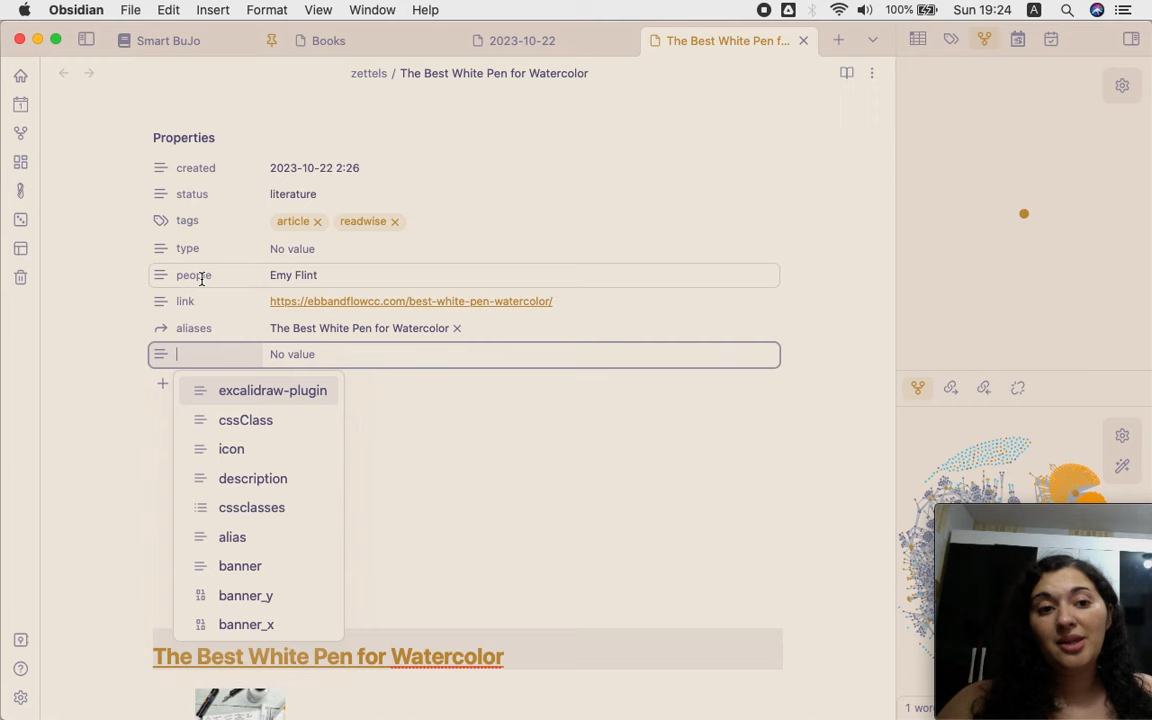 Obsidian File Edit Insert Format View Window Help 100% Sun 19:24 A
Smart BuJo Books 2023-10-22 The Best White Pen f...
zettels / The Best White Pen for Watercolor
Properties
created 2023-10-22 2:26
status literature
tags article readwise
type No value
people Emy Flint
link https://ebbandflowcc.com/best-white-pen-watercolor/
aliases The Best White Pen for Watercolor
No value
excalidraw-plugin
cssClass
icon
description
cssclasses
alias
banner
banner_y
banner_x
The Best White Pen for Watercolor
1 word